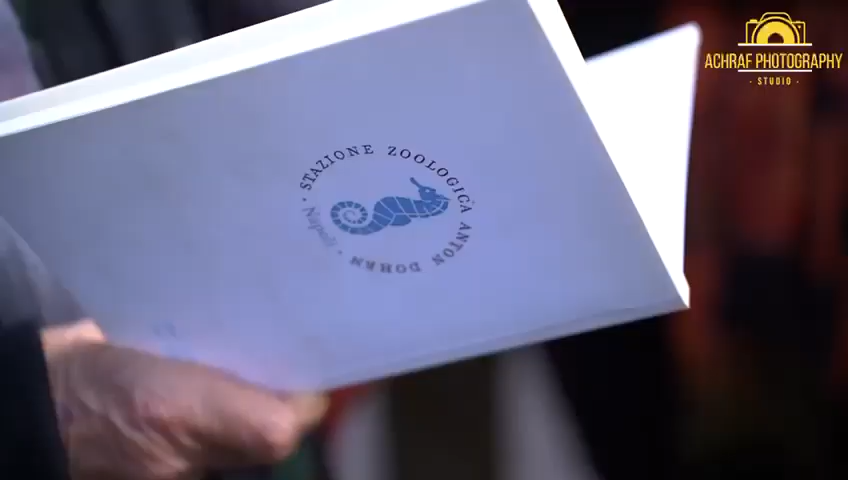 ACHRAF PHOTOGRAPHY
- STUDIO -
· STAZIONE ZOOLOGICA ANTON DOHRN ·
Napoli